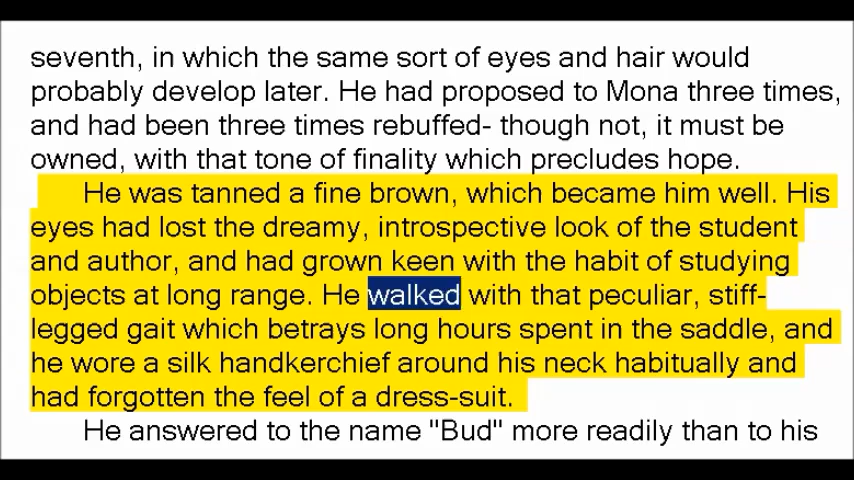 seventh, in which the same sort of eyes and hair would
probably develop later. He had proposed to Mona three times,
and had been three times rebuffed- though not, it must be
owned, with that tone of finality which precludes hope.
He was tanned a fine brown, which became him well. His
eyes had lost the dreamy, introspective look of the student
and author, and had grown keen with the habit of studying
objects at long range. He walked with that peculiar, stiff-
legged gait which betrays long hours spent in the saddle, and
he wore a silk handkerchief around his neck habitually and
had forgotten the feel of a dress-suit.
He answered to the name "Bud" more readily than to his